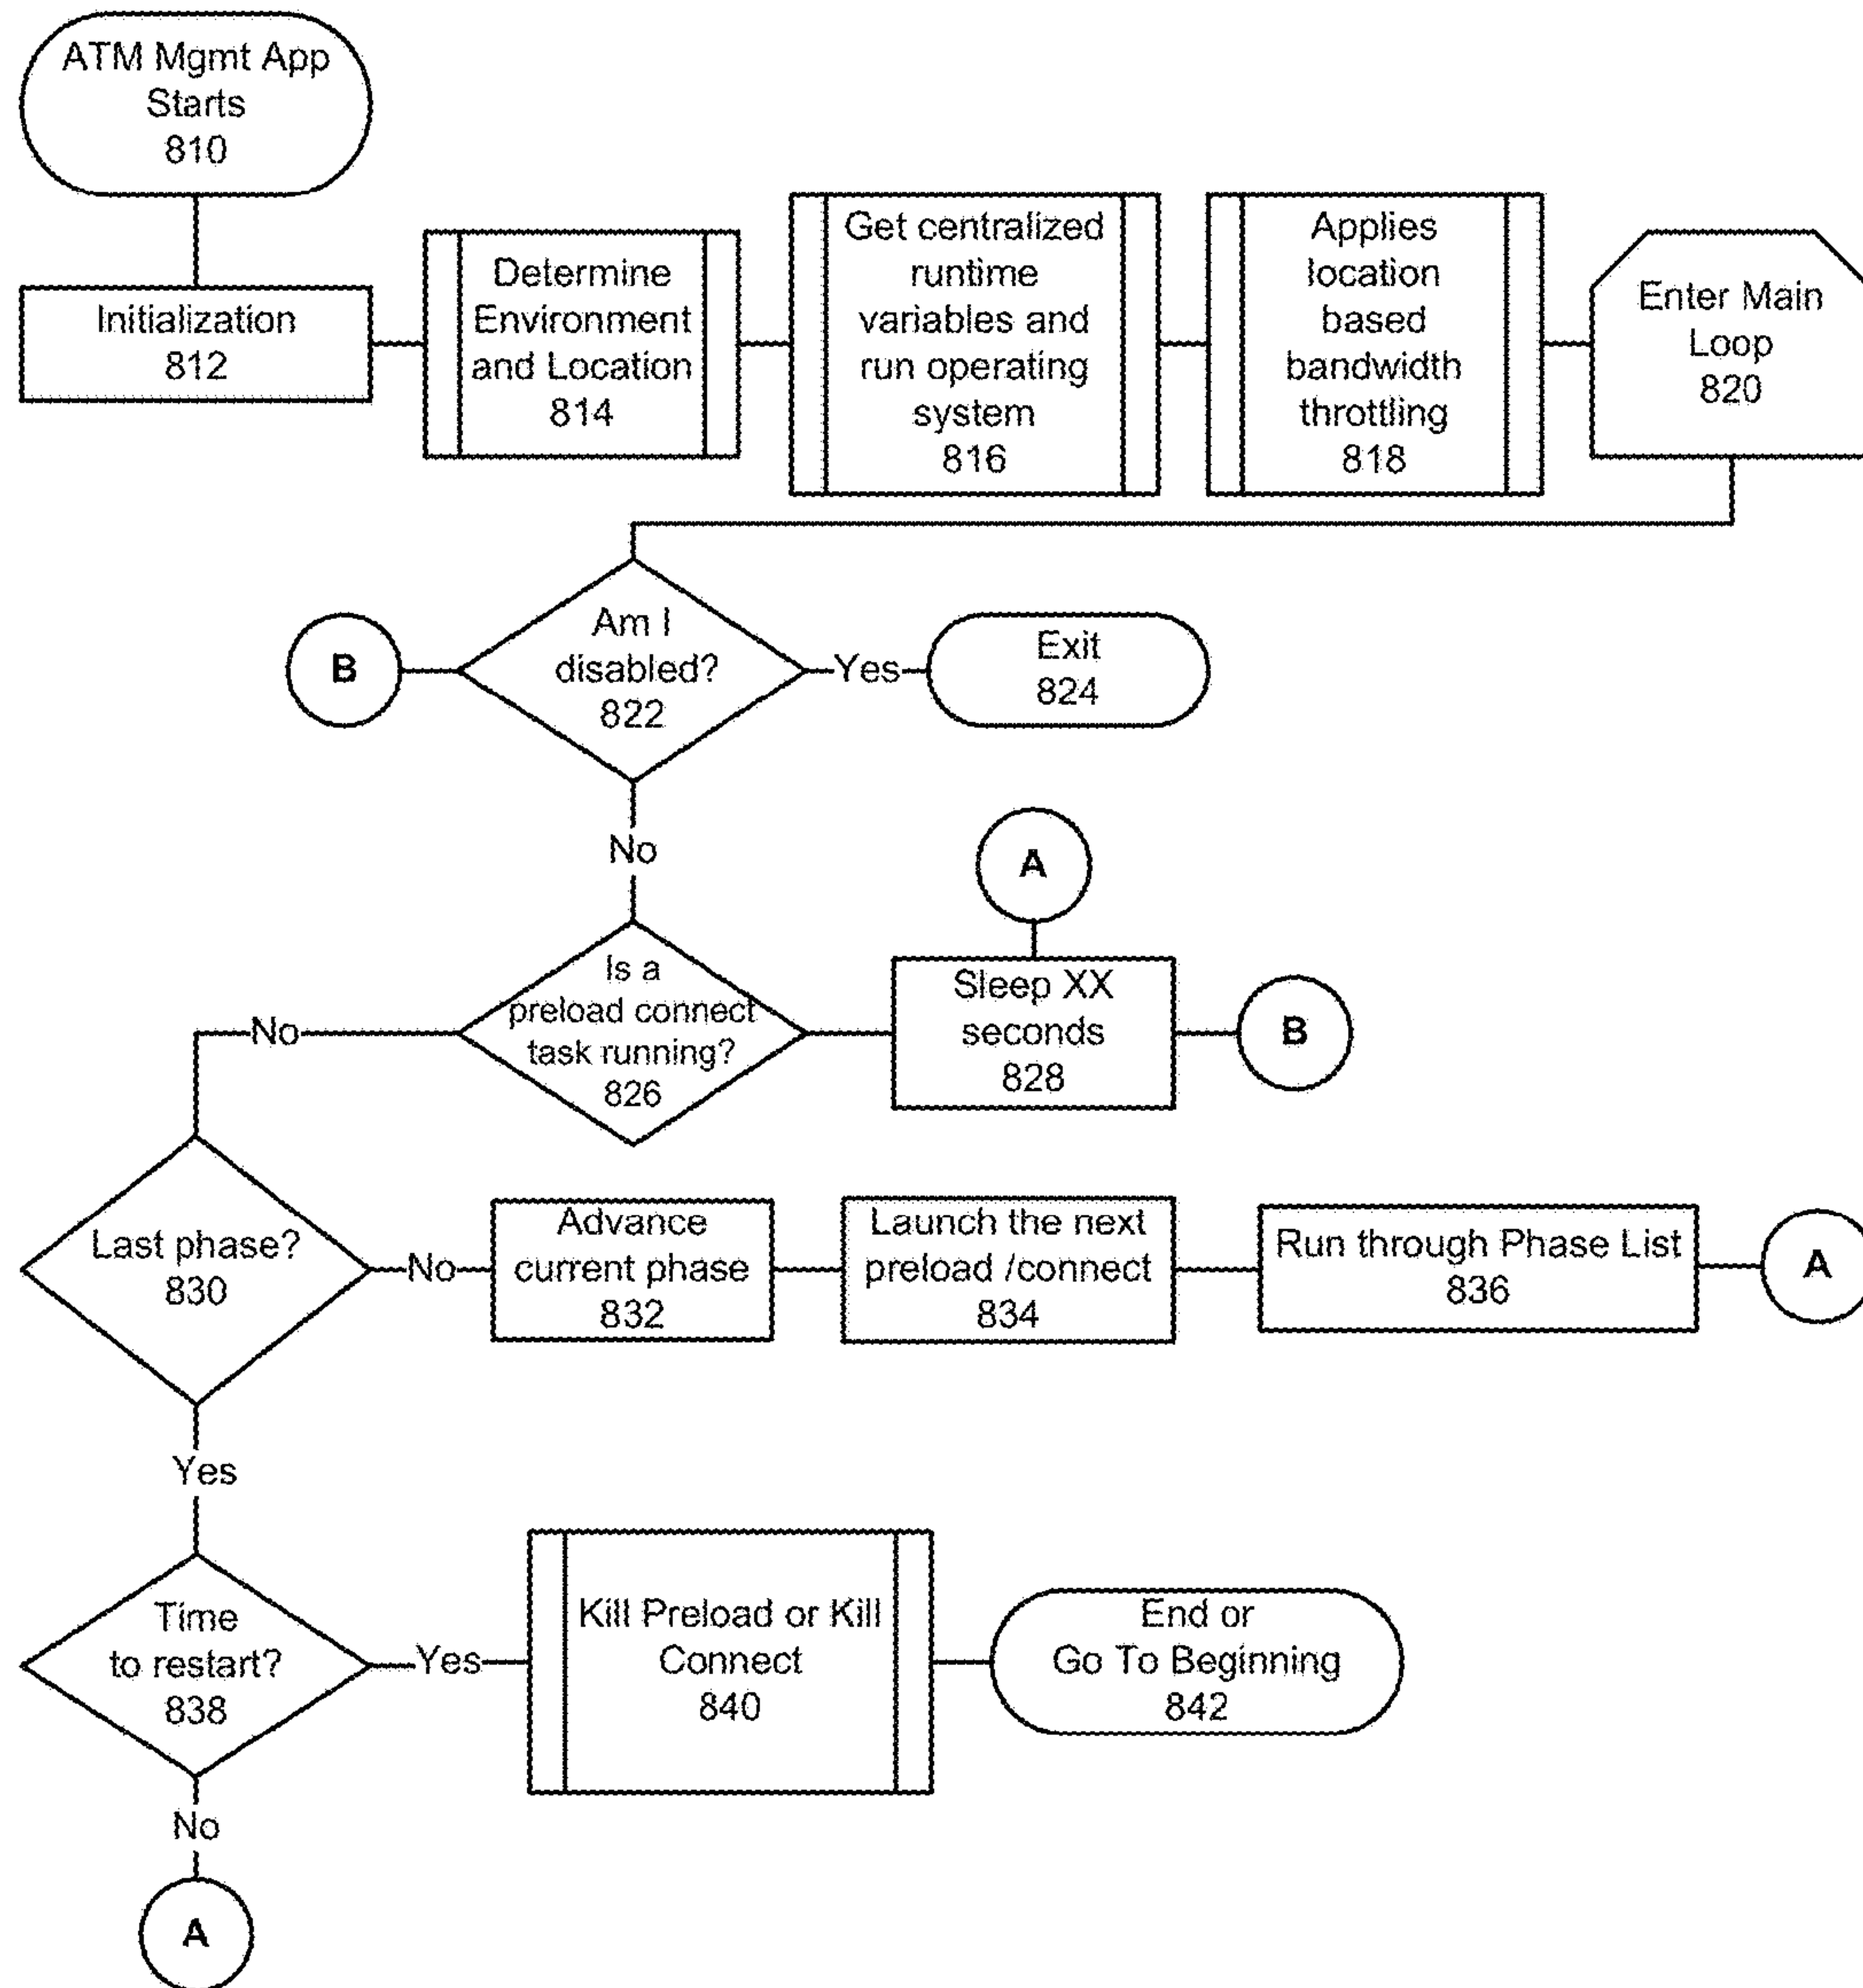 ATM Mgmt App
Starts
810
Initialization
812
Determine
Environment
and Location
814
Get centralized
runtime
variables and
run operating
system
816
Applies
location
based
bandwidth
throttling
818
Enter Main
Loop
820
B
Am I
disabled?
822
Yes
Exit
824
No
A
Is a
preload connect
task running?
826
Sleep XX
seconds
828
B
No
Last phase?
830
No
Advance
current phase
832
Launch the next
preload /connect
834
Run through Phase List
836
A
Yes
Time
to restart?
838
Yes
Kill Preload or Kill
Connect
840
End or
Go To Beginning
842
No
A